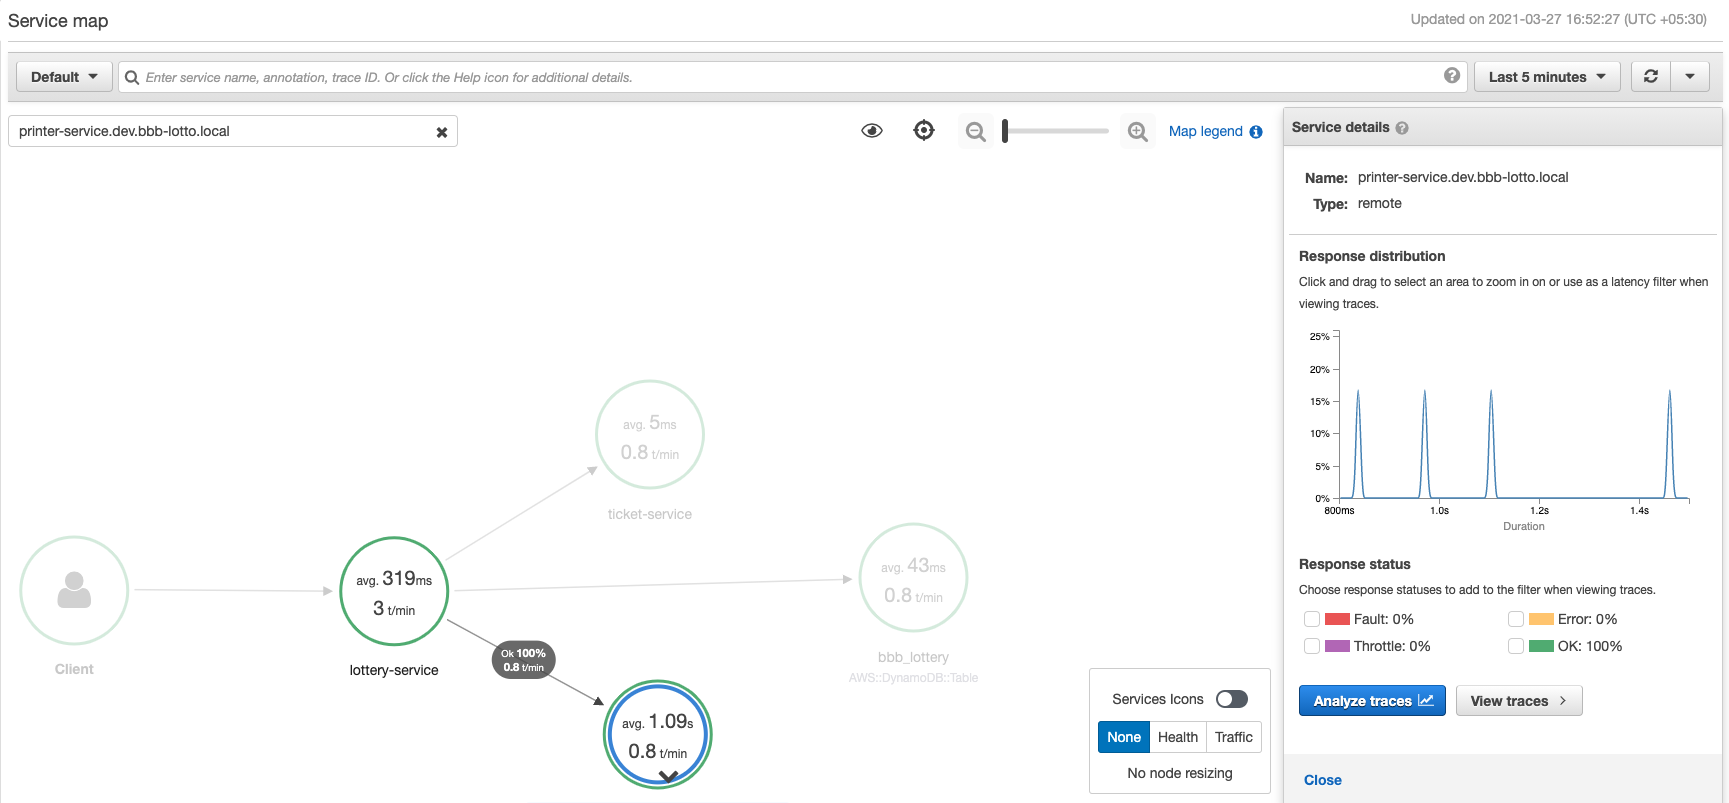 Service map
Updated on 2021-03-27 16:52:27 (UTC +05:30)
Default
Enter service name, annotation, trace ID. Or click the Help icon for additional details.
Last 5 minutes
printer-service.dev.bbb-lotto.local
Map legend
avg. 5ms
0.8 t/min
ticket-service
Client
avg. 319ms
3 t/min
lottery-service
Ok 100%
0.8 t/min
avg. 43ms
0.8 t/min
bbb_lottery
AWS::DynamoDB::Table
avg. 1.09s
0.8 t/min
Services Icons
None Health Traffic
No node resizing
Service details
Name: printer-service.dev.bbb-lotto.local
Type: remote
Response distribution
Click and drag to select an area to zoom in on or use as a latency filter when
viewing traces.
25%
20%
15%
10%
5%
0%
800ms 1.0s 1.2s 1.4s
Duration
Response status
Choose response statuses to add to the filter when viewing traces.
Fault: 0% Error: 0%
Throttle: 0% OK: 100%
Analyze traces View traces
Close